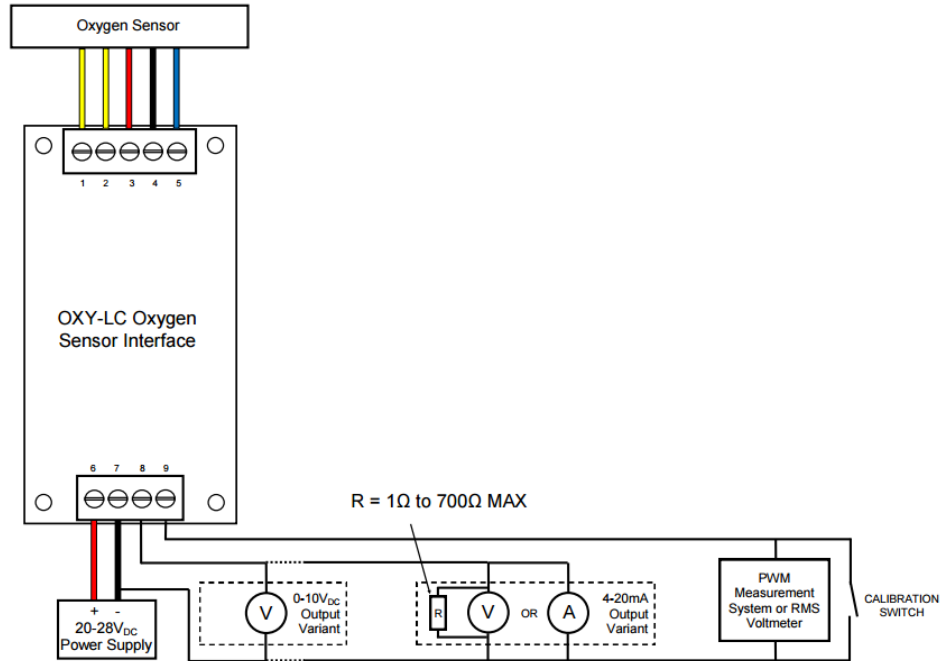 Oxygen Sensor
1 2 3 4 5
OXY-LC Oxygen
Sensor Interface
6 7 8 9
R = 1Ω to 700Ω MAX
+ -
20-28VDC
Power Supply
V
0-10VDC
Output
Variant
R
V
OR
A
4-20mA
Output
Variant
PWM
Measurement
System or RMS
Voltmeter
CALIBRATION
SWITCH